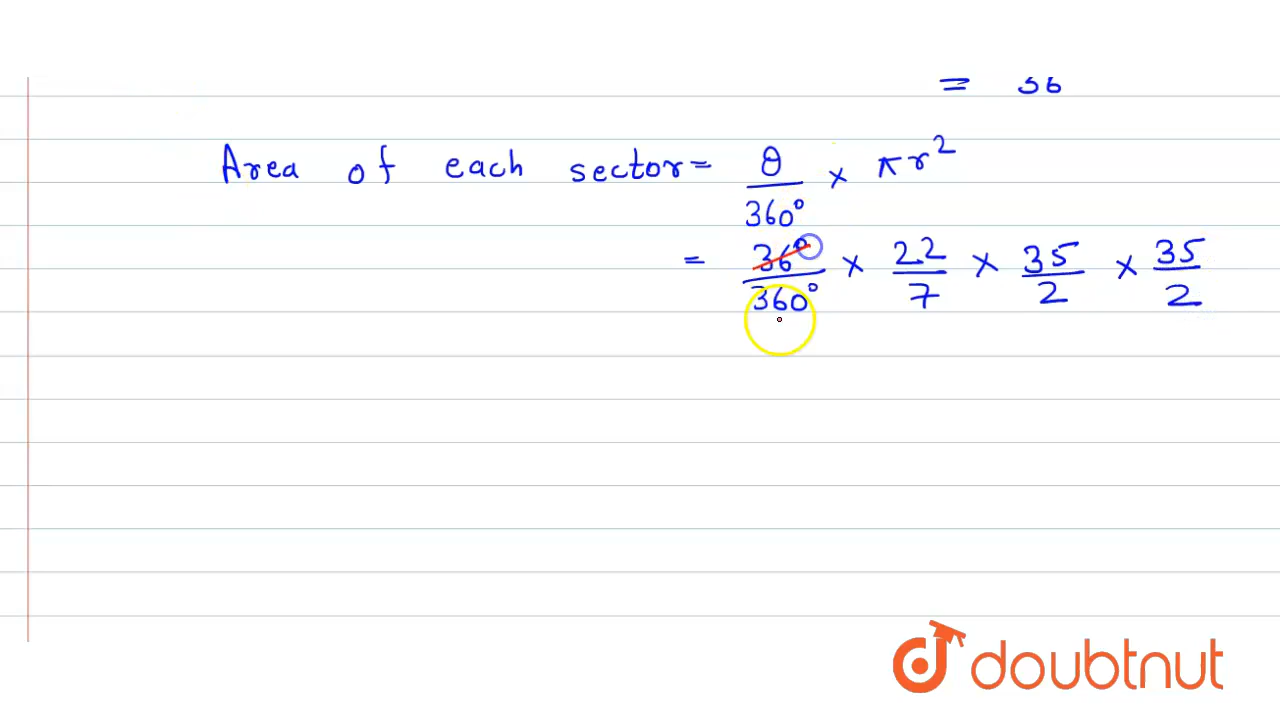 = 36
Area of each sector = θ/360° × πr²
= 36°/360° × 22/7 × 35/2 × 35/2
doubtnut